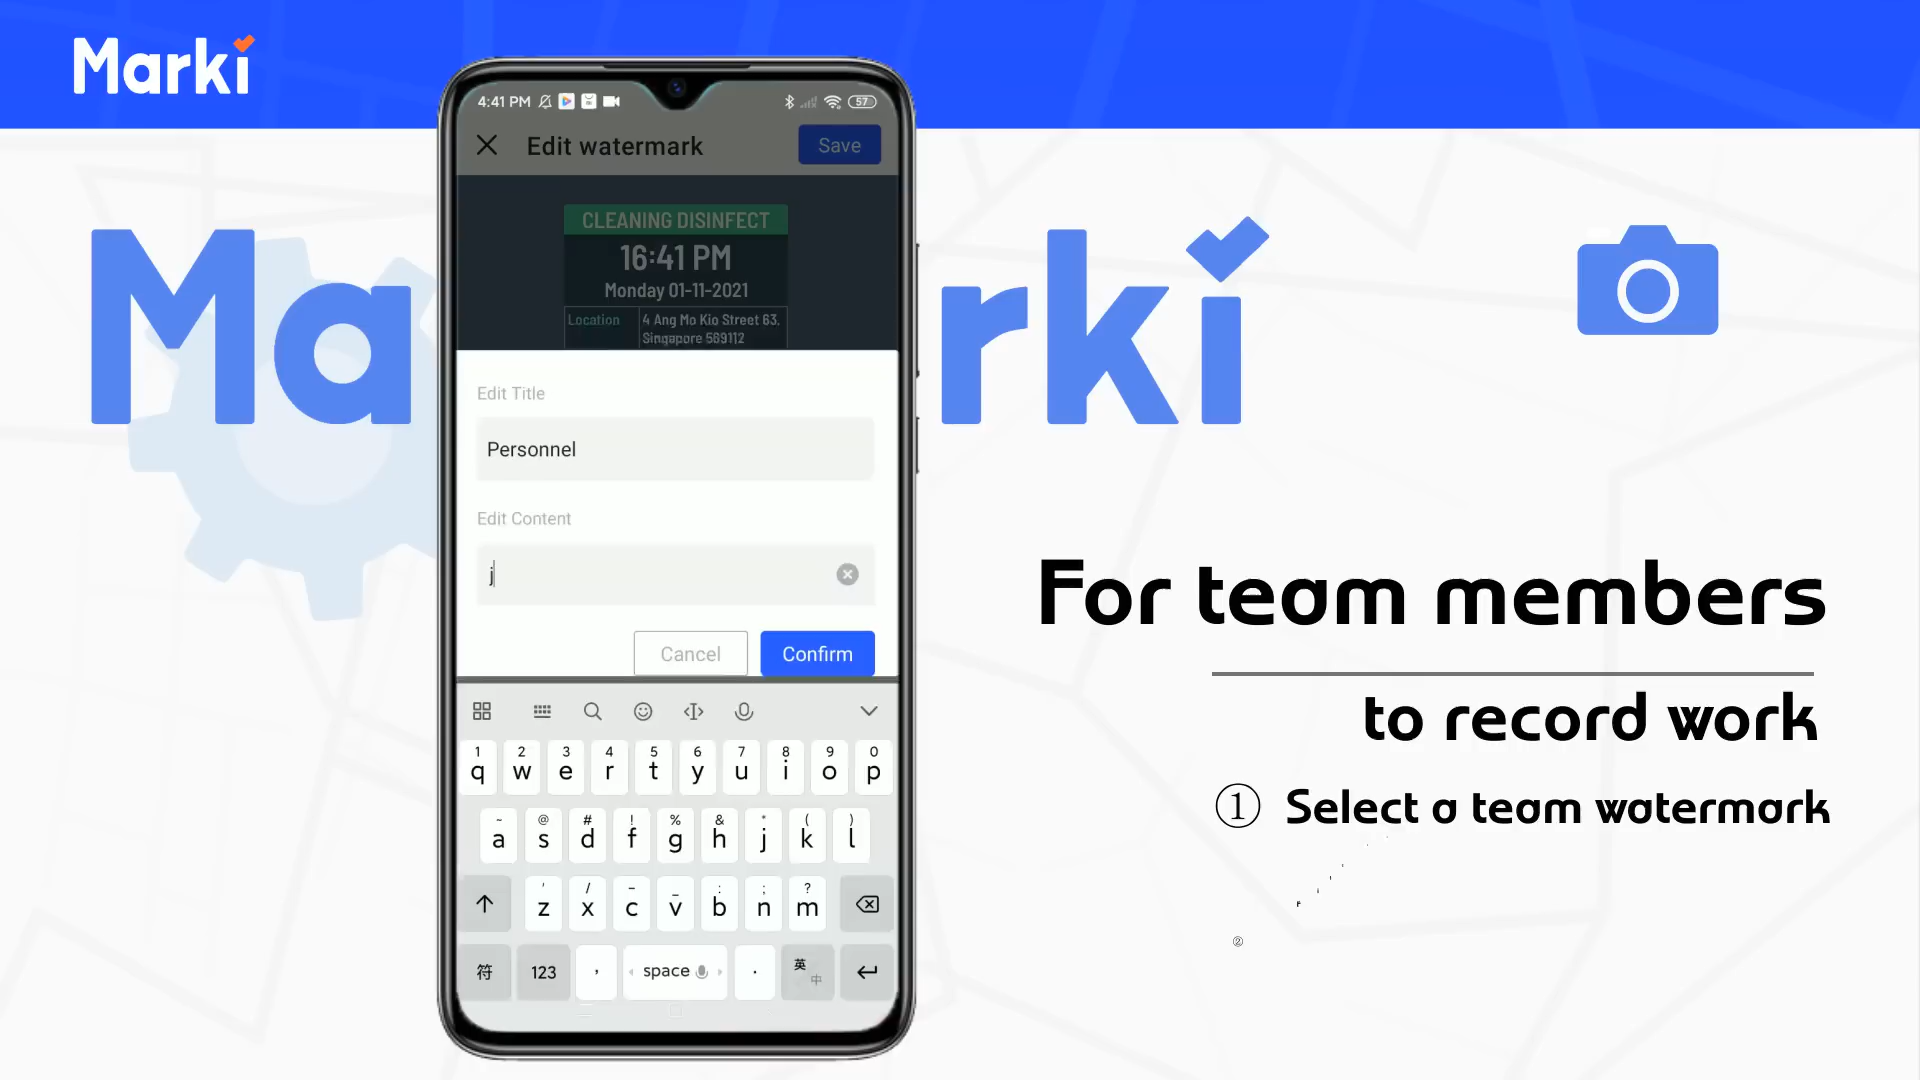 Marki
4:41 PM
57
Edit watermark
Save
CLEANING DISINFECT
16:41 PM
Monday 01-11-2021
Location
4 Ang Mo Kio Street 63.
Singapore 569112
Marki
Edit Title
Personnel
Edit Content
j
Cancel
Confirm
1 2 3 4 5 6 7 8 9 0
q w e r t y u i o p
~ @ # ! % & * ( )
a s d f g h j k l
' / - _ : ; ?
z x c v b n m
符 123 , space . 英 中
For team members
to record work
① Select a team watermark
②